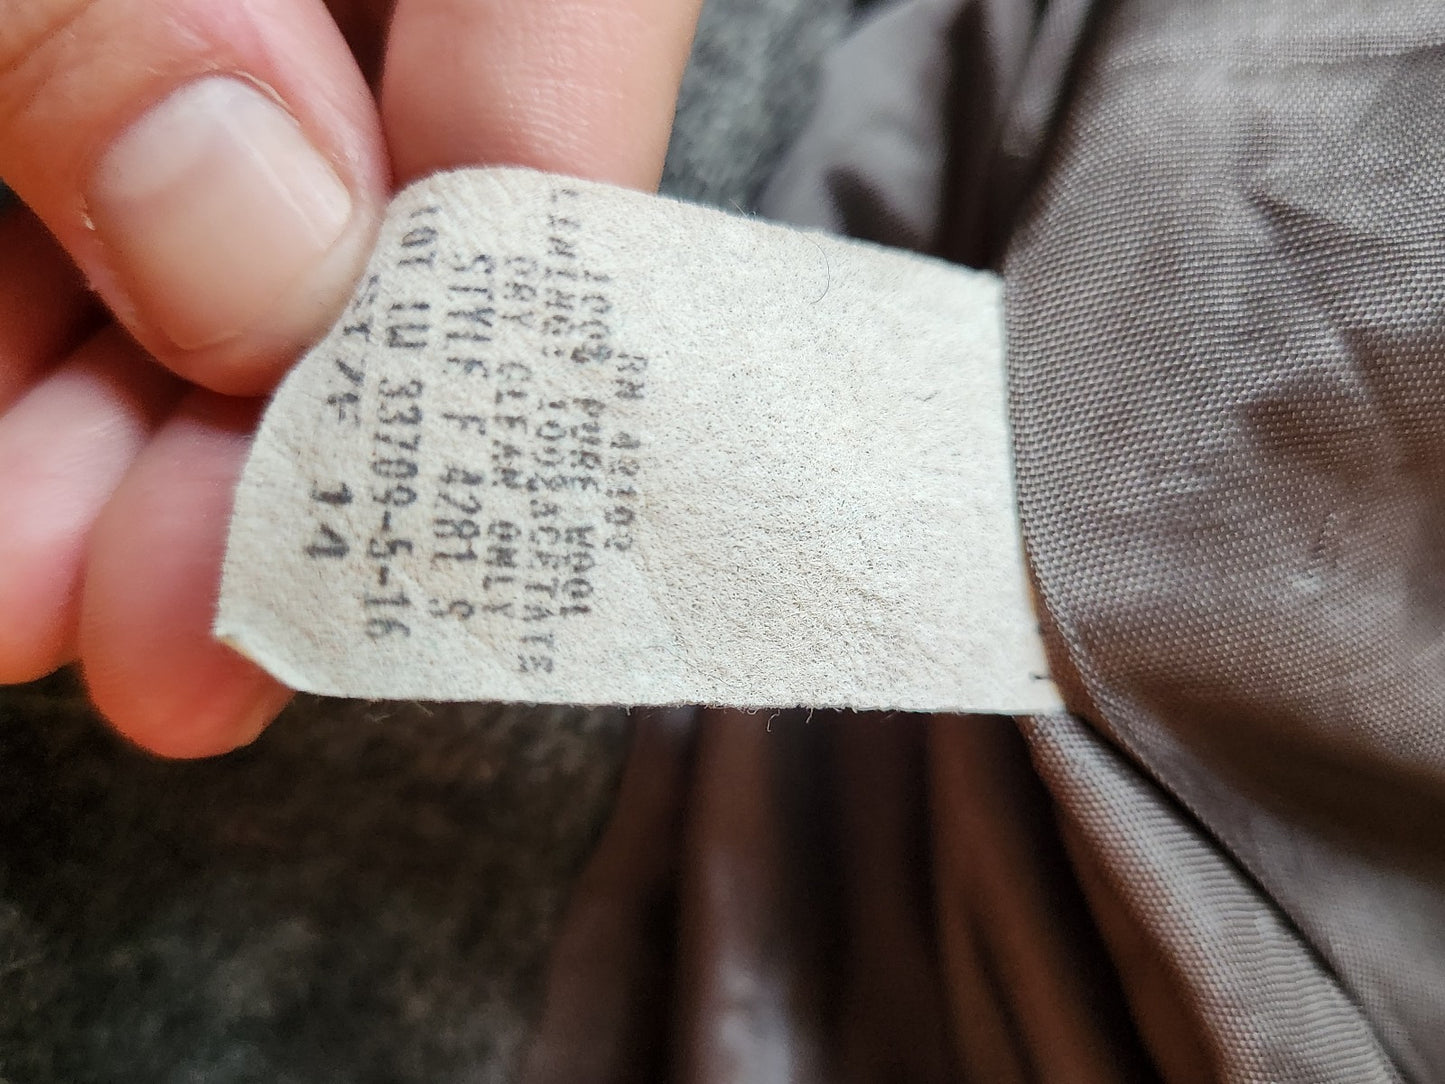 RN 48103
100% PURE WOOL
LINING: 100% ACETATE
DRY CLEAN ONLY
STYLE F 4281 S
LOT IW 33709-5-16
SIZE
14